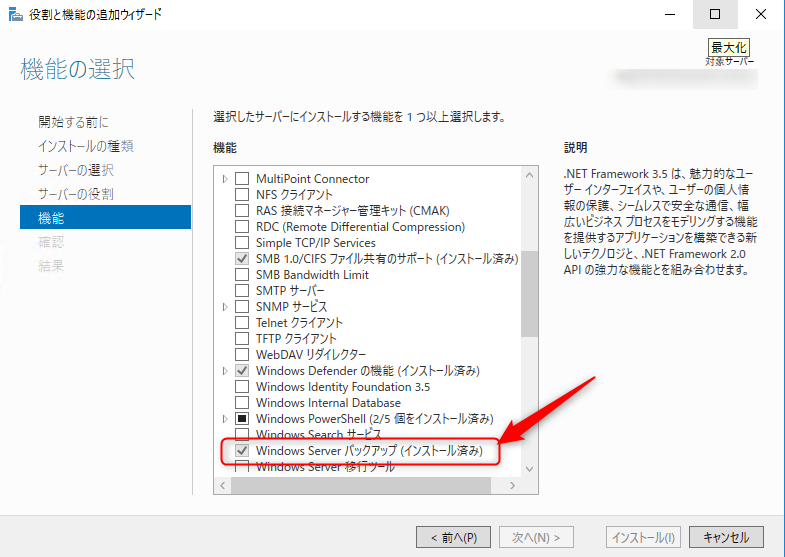 役割と機能の追加ウィザード
機能の選択
最大化
対象サーバー
開始する前に
インストールの種類
サーバーの選択
サーバーの役割
機能
確認
結果
選択したサーバーにインストールする機能を 1 つ以上選択します。
機能
MultiPoint Connector
NFS クライアント
RAS 接続マネージャー管理キット (CMAK)
RDC (Remote Differential Compression)
Simple TCP/IP Services
SMB 1.0/CIFS ファイル共有のサポート (インストール済み)
SMB Bandwidth Limit
SMTP サーバー
SNMP サービス
Telnet クライアント
TFTP クライアント
WebDAV リダイレクター
Windows Defender の機能 (インストール済み)
Windows Identity Foundation 3.5
Windows Internal Database
Windows PowerShell (2/5 個をインストール済み)
Windows Search サービス
Windows Server バックアップ (インストール済み)
Windows Server 移行ツール
説明
.NET Framework 3.5 は、魅力的なユー
ザー インターフェイスや、ユーザーの個人情
報の保護、シームレスで安全な通信、幅
広いビジネス プロセスをモデリングする機能
を提供するアプリケーションを構築できる新
しいテクノロジと、.NET Framework 2.0
API の強力な機能とを組み合わせます。
< 前へ(P)
次へ(N) >
インストール(I)
キャンセル